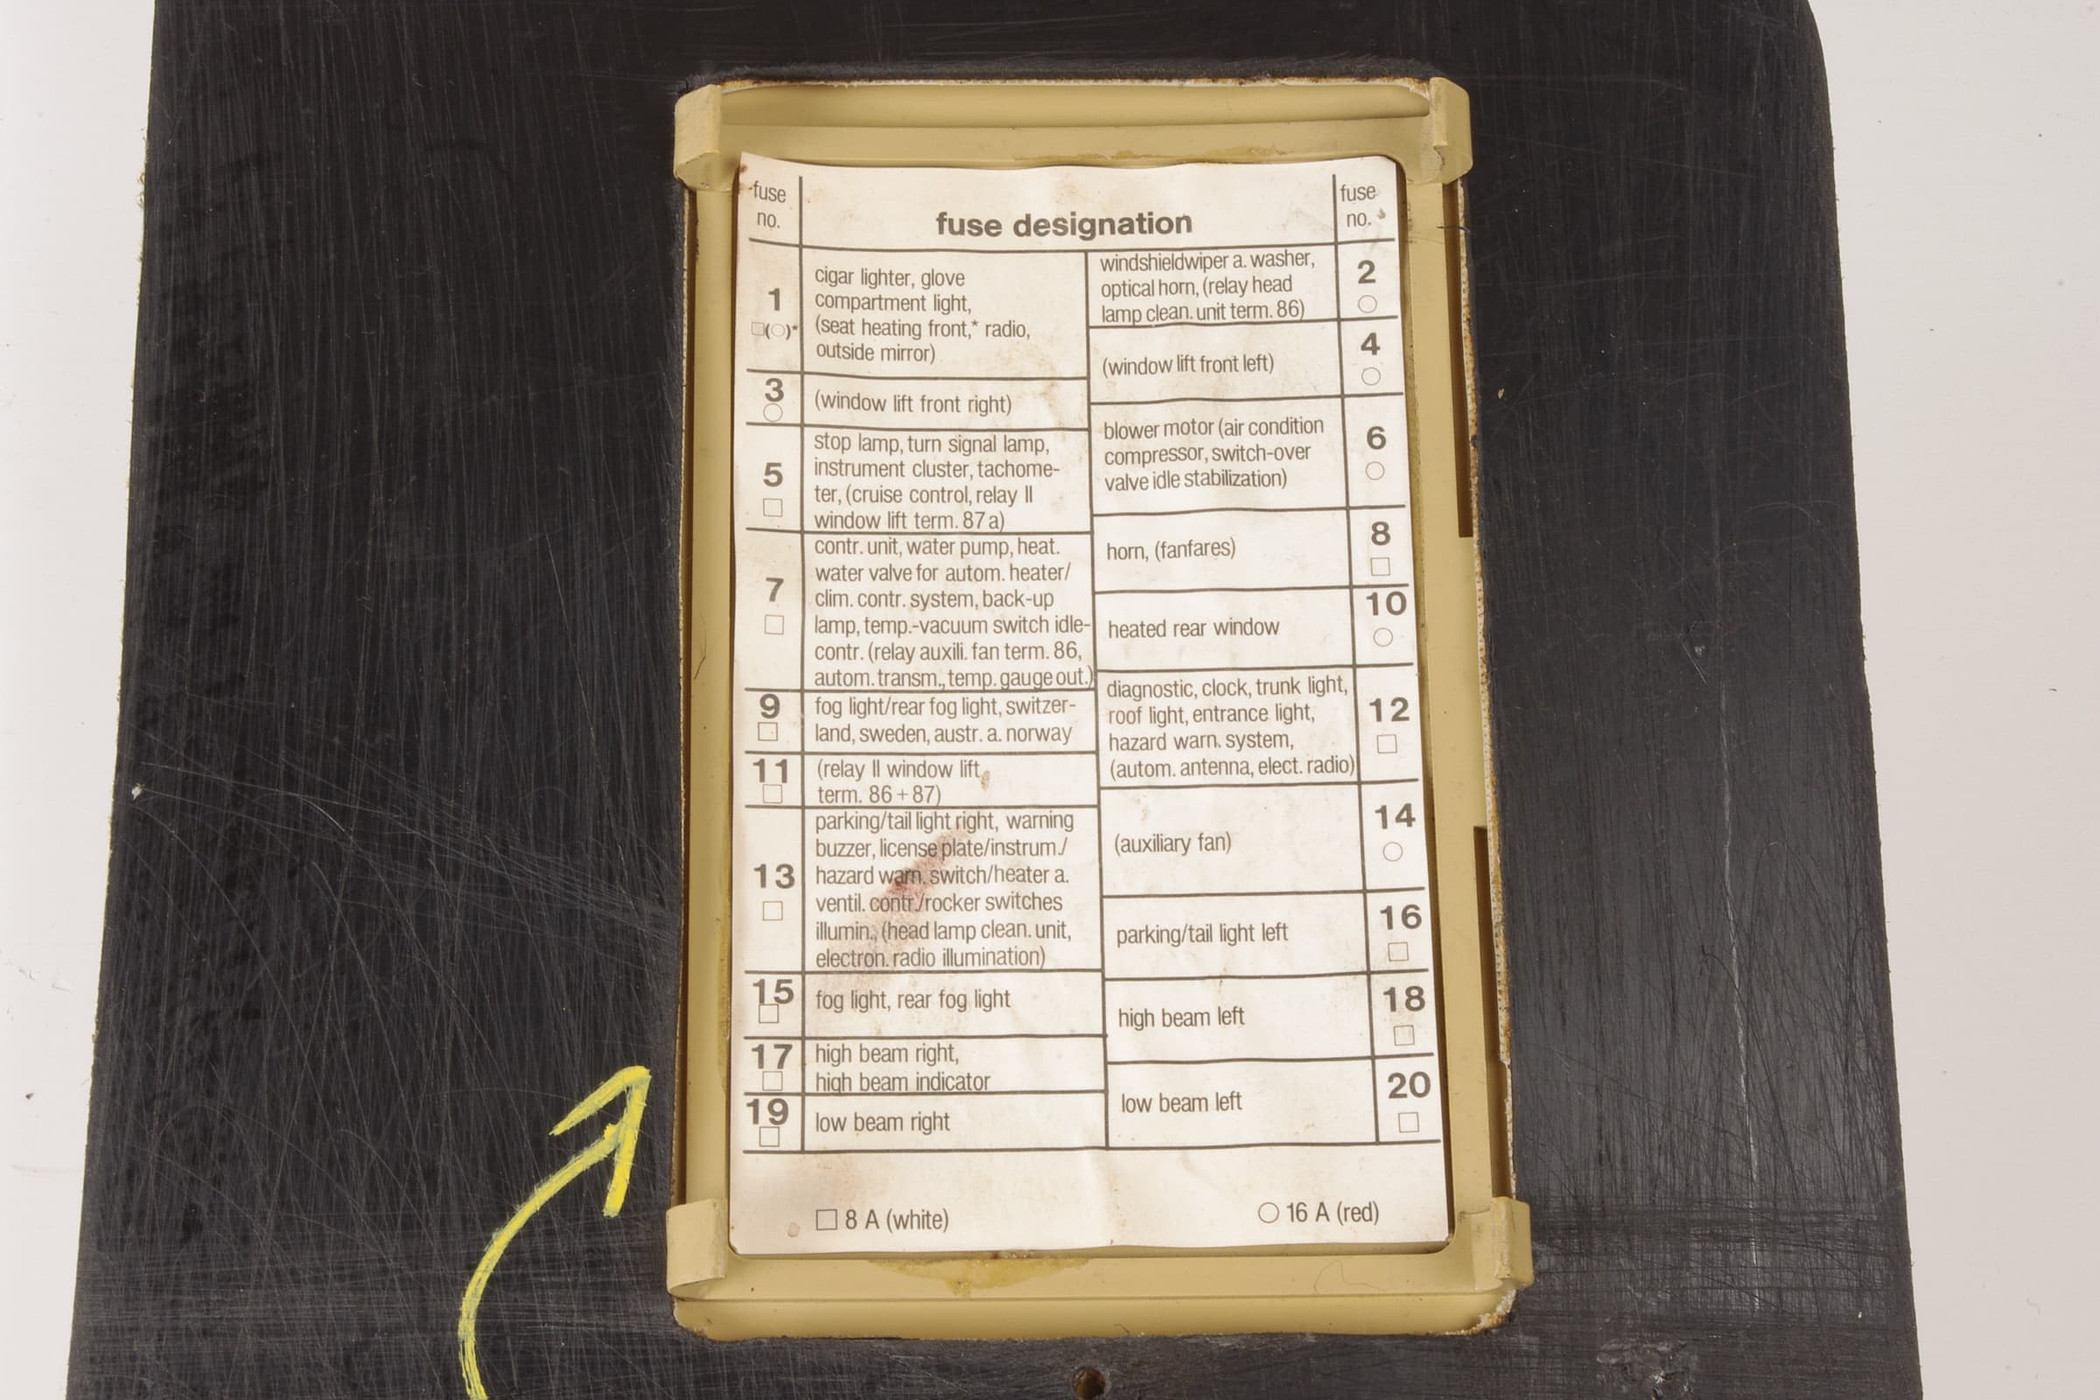 fuse no.
fuse designation
fuse no.
1
□(○)*
cigar lighter, glove
compartment light,
(seat heating front,* radio,
outside mirror)
3
○
(window lift front right)
5
□
stop lamp, turn signal lamp,
instrument cluster, tachome-
ter, (cruise control, relay II
window lift term. 87a)
7
□
contr. unit, water pump, heat.
water valve for autom. heater/
clim. contr. system, back-up
lamp, temp.-vacuum switch idle-
contr. (relay auxili. fan term. 86,
autom. transm., temp. gauge out.)
9
□
fog light/rear fog light, switzer-
land, sweden, austr. a. norway
11
□
(relay II window lift
term. 86 + 87)
13
□
parking/tail light right, warning
buzzer, license plate/instrum./
hazard warn. switch/heater a.
ventil. contr./rocker switches
illumin., (head lamp clean. unit,
electron. radio illumination)
15
□
fog light, rear fog light
17
□
high beam right,
high beam indicator
19
□
low beam right
windshieldwiper a. washer,
optical horn, (relay head
lamp clean. unit term. 86)
2
○
(window lift front left)
4
○
blower motor (air condition
compressor, switch-over
valve idle stabilization)
6
○
horn, (fanfares)
8
□
heated rear window
10
○
diagnostic, clock, trunk light,
roof light, entrance light,
hazard warn. system,
(autom. antenna, elect. radio)
12
□
(auxiliary fan)
14
○
parking/tail light left
16
□
high beam left
18
□
low beam left
20
□
□ 8 A (white)
○ 16 A (red)